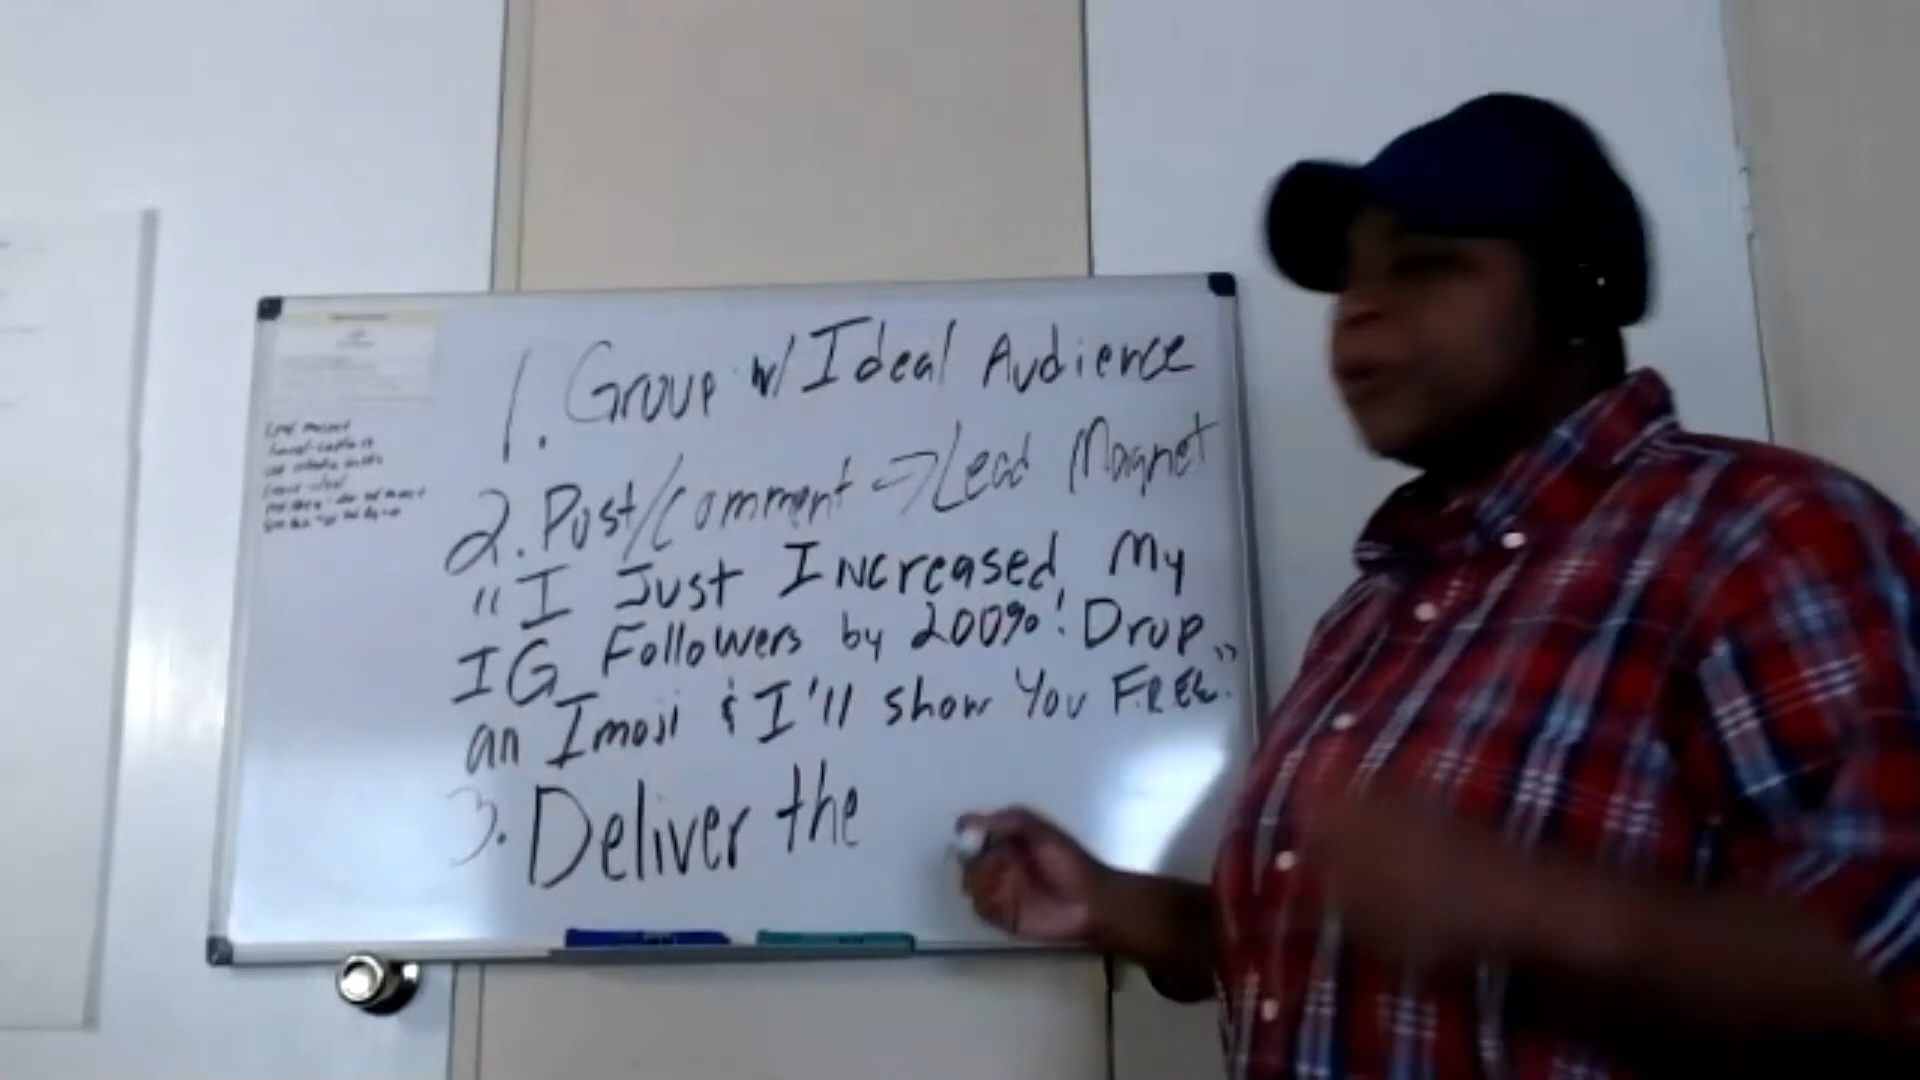 1. Group w/ Ideal Audience
2. Post/Comment -> Lead Magnet
"I Just Increased My
IG Followers by 200%! Drop
an Imoji & I'll show You FREE."
3. Deliver the